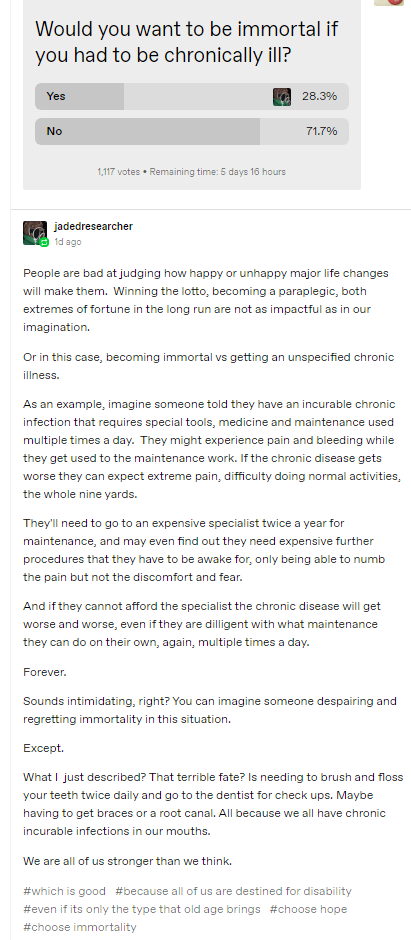 Would you want to be immortal if
you had to be chronically ill?
Yes 28.3%
No 71.7%
1,117 votes • Remaining time: 5 days 16 hours
jadedresearcher
1d ago
People are bad at judging how happy or unhappy major life changes
will make them.  Winning the lotto, becoming a paraplegic, both
extremes of fortune in the long run are not as impactful as in our
imagination.
Or in this case, becoming immortal vs getting an unspecified chronic
illness.
As an example, imagine someone told they have an incurable chronic
infection that requires special tools, medicine and maintenance used
multiple times a day.  They might experience pain and bleeding while
they get used to the maintenance work. If the chronic disease gets
worse they can expect extreme pain, difficulty doing normal activities,
the whole nine yards.
They'll need to go to an expensive specialist twice a year for
maintenance, and may even find out they need expensive further
procedures that they have to be awake for, only being able to numb
the pain but not the discomfort and fear.
And if they cannot afford the specialist the chronic disease will get
worse and worse, even if they are dilligent with what maintenance
they can do on their own, again, multiple times a day.
Forever.
Sounds intimidating, right? You can imagine someone despairing and
regretting immortality in this situation.
Except.
What I  just described? That terrible fate? Is needing to brush and floss
your teeth twice daily and go to the dentist for check ups. Maybe
having to get braces or a root canal. All because we all have chronic
incurable infections in our mouths.
We are all of us stronger than we think.
#which is good #because all of us are destined for disability
#even if its only the type that old age brings #choose hope
#choose immortality